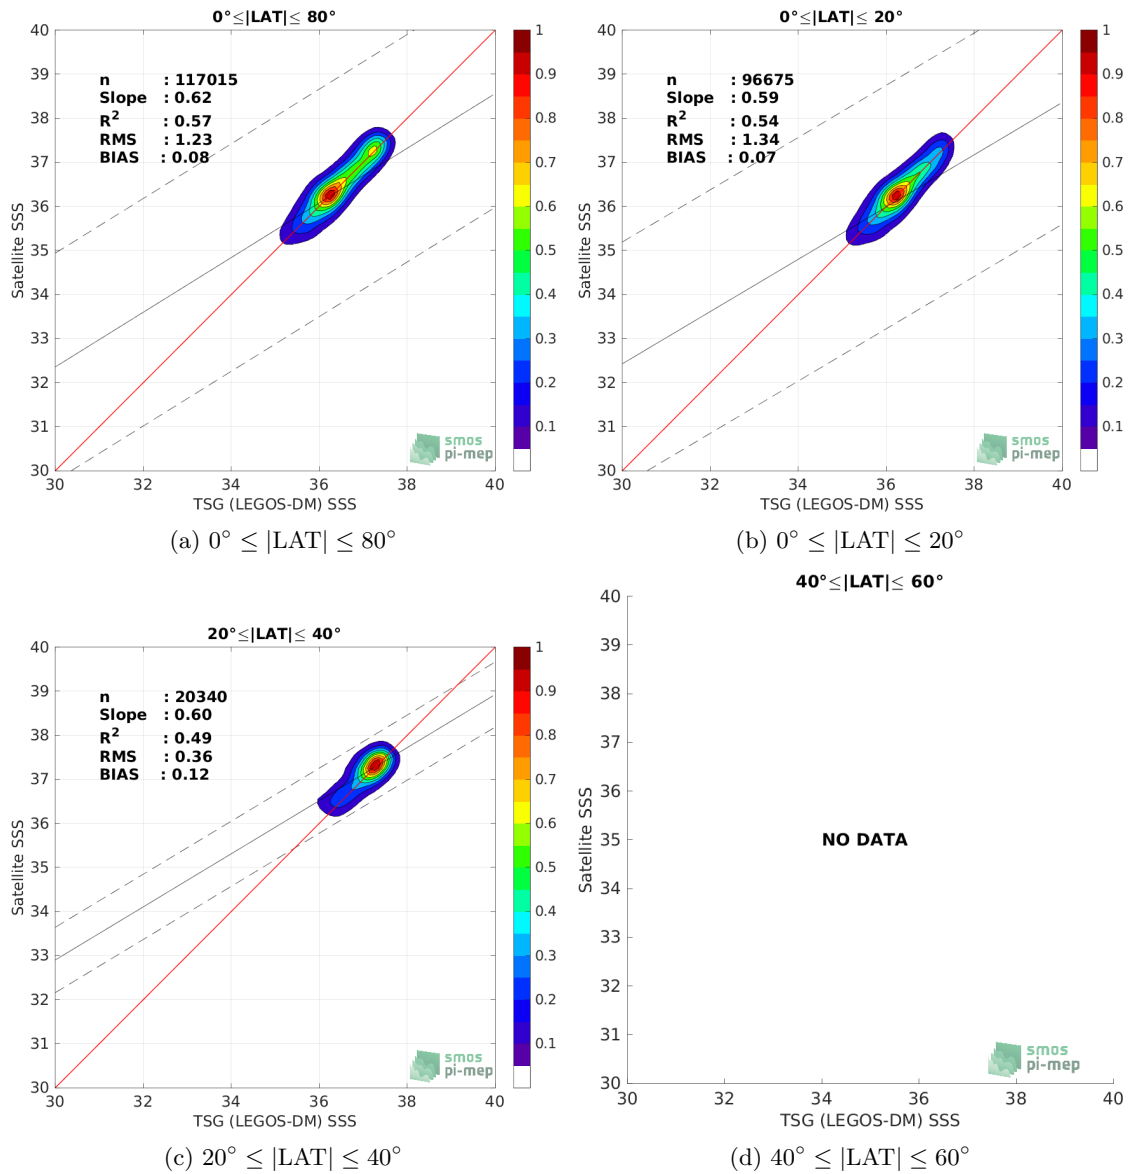 0°≤|LAT|≤ 80°
40
39
38
37
36
35
34
33
32
31
30
n : 117015
Slope : 0.62
R² : 0.57
RMS : 1.23
BIAS : 0.08
Satellite SSS
smos
pi-mep
30 32 34 36 38 40
TSG (LEGOS-DM) SSS
1
0.9
0.8
0.7
0.6
0.5
0.4
0.3
0.2
0.1
(a) 0° ≤ |LAT| ≤ 80°
0°≤|LAT|≤ 20°
40
39
38
37
36
35
34
33
32
31
30
n : 96675
Slope : 0.59
R² : 0.54
RMS : 1.34
BIAS : 0.07
Satellite SSS
smos
pi-mep
30 32 34 36 38 40
TSG (LEGOS-DM) SSS
1
0.9
0.8
0.7
0.6
0.5
0.4
0.3
0.2
0.1
(b) 0° ≤ |LAT| ≤ 20°
20°≤|LAT|≤ 40°
40
39
38
37
36
35
34
33
32
31
30
n : 20340
Slope : 0.60
R² : 0.49
RMS : 0.36
BIAS : 0.12
Satellite SSS
smos
pi-mep
30 32 34 36 38 40
TSG (LEGOS-DM) SSS
1
0.9
0.8
0.7
0.6
0.5
0.4
0.3
0.2
0.1
(c) 20° ≤ |LAT| ≤ 40°
40°≤|LAT|≤ 60°
40
39
38
37
36
35
34
33
32
31
30
NO DATA
Satellite SSS
smos
pi-mep
30 32 34 36 38 40
TSG (LEGOS-DM) SSS
(d) 40° ≤ |LAT| ≤ 60°